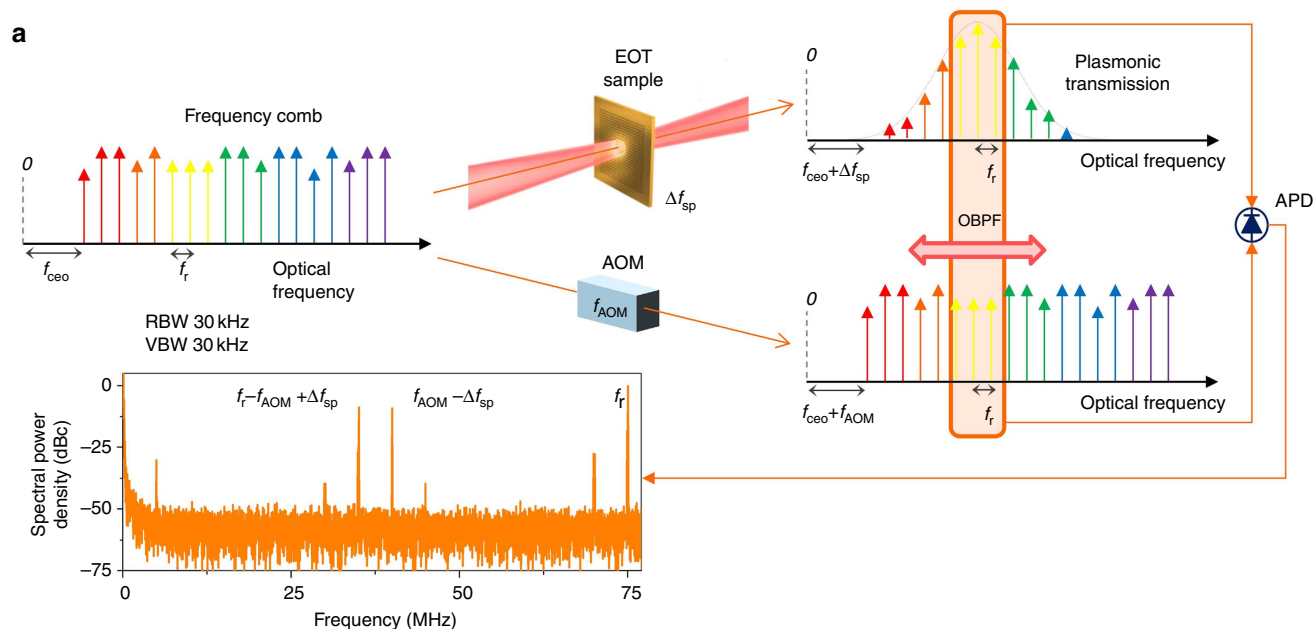 a
Frequency comb
0
f_ceo
f_r
Optical
frequency
EOT
sample
Δf_sp
AOM
f_AOM
0
Plasmonic
transmission
Optical frequency
f_ceo+Δf_sp
f_r
OBPF
APD
0
Optical frequency
f_ceo+f_AOM
f_r
RBW 30 kHz
VBW 30 kHz
f_r−f_AOM +Δf_sp
f_AOM −Δf_sp
f_r
Spectral power
density (dBc)
0
−25
−50
−75
0
25
50
75
Frequency (MHz)